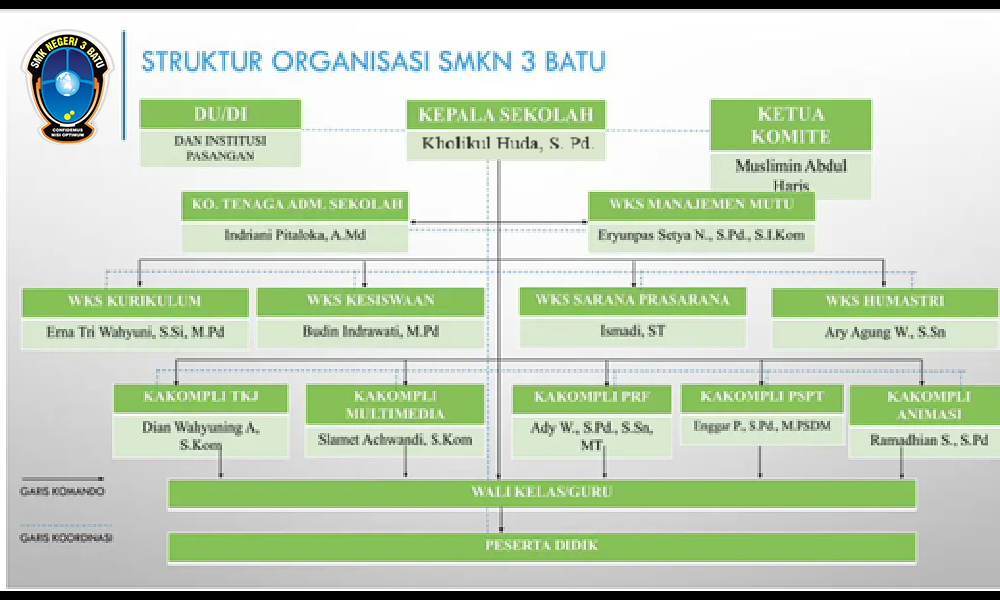 SMK NEGERI 3 BATU
CONFIDEMUS
NISI OPTIMUM
STRUKTUR ORGANISASI SMKN 3 BATU
DU/DI
DAN INSTITUSI
PASANGAN
KEPALA SEKOLAH
Kholikul Huda, S. Pd.
KETUA
KOMITE
Muslimin Abdul
Haris
KO. TENAGA ADM. SEKOLAH
Indriani Pitaloka, A.Md
WKS MANAJEMEN MUTU
Eryunpas Setya N., S.Pd., S.I.Kom
WKS KURIKULUM
Erna Tri Wahyuni, S.Si, M.Pd
WKS KESISWAAN
Budin Indrawati, M.Pd
WKS SARANA PRASARANA
Ismadi, ST
WKS HUMASTRI
Ary Agung W., S.Sn
KAKOMPLI TKJ
Dian Wahyuning A,
S.Kom
KAKOMPLI
MULTIMEDIA
Slamet Achwandi, S.Kom
KAKOMPLI PRF
Ady W., S.Pd., S.Sn,
MT
KAKOMPLI PSPT
Enggar P., S.Pd., M.PSDM
KAKOMPLI
ANIMASI
Ramadhian S., S.Pd
GARIS KOMANDO
WALI KELAS/GURU
GARIS KOORDINASI
PESERTA DIDIK